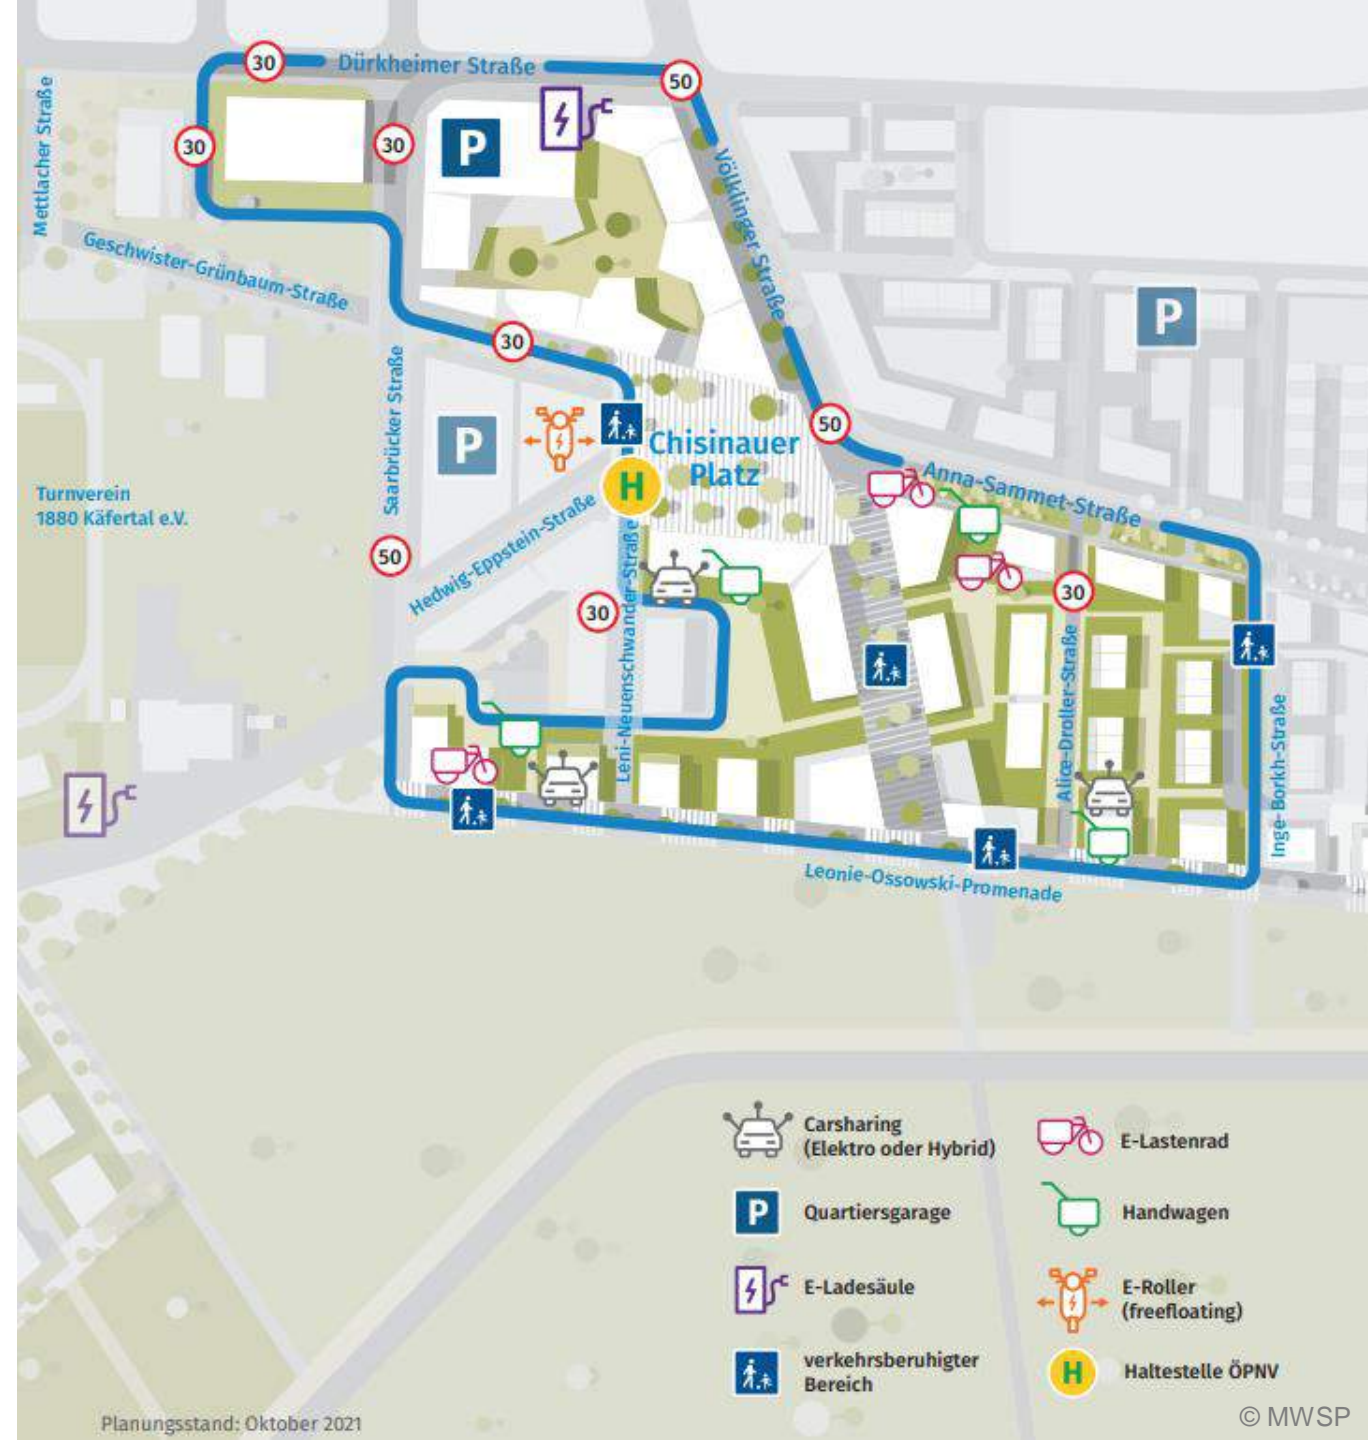 30
Dürkheimer Straße
50
Mettlacher Straße
30
30
P
Völklinger Straße
Geschwister-Grünbaum-Straße
P
30
Saarbrücker Straße
P
Chisinauer
Platz
50
H
Anna-Sammet-Straße
Turnverein
1880 Käfertal e.V.
Hedwig-Eppstein-Straße
50
30
30
Leni-Neuenschwander-Straße
Alice-Droller-Straße
Inge-Borkh-Straße
Leonie-Ossowski-Promenade
Carsharing
(Elektro oder Hybrid)
E-Lastenrad
P
Quartiersgarage
Handwagen
E-Ladesäule
E-Roller
(freefloating)
verkehrsberuhigter
Bereich
H
Haltestelle ÖPNV
Planungsstand: Oktober 2021
© MWSP